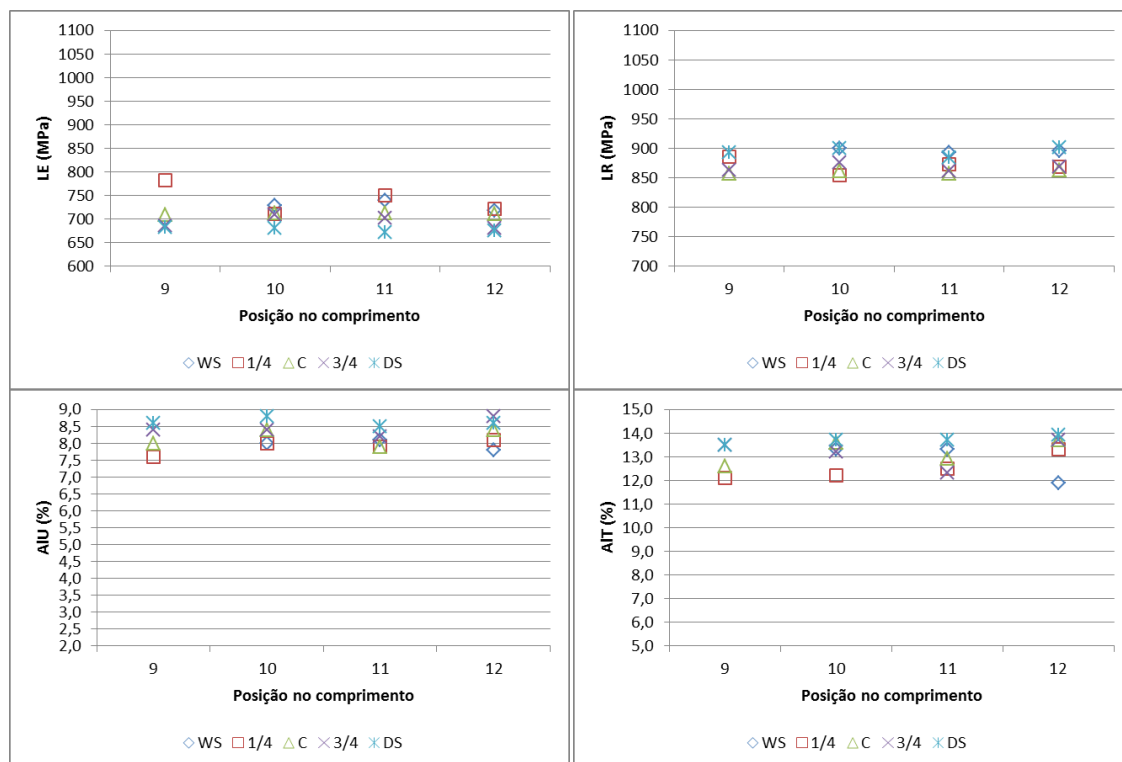 1100
1050
1000
950
900
850
800
750
700
650
600
LE (MPa)
9 10 11 12
Posição no comprimento
WS 1/4 C 3/4 DS
1100
1050
1000
950
900
850
800
750
700
LR (MPa)
9 10 11 12
Posição no comprimento
WS 1/4 C 3/4 DS
9,0
8,5
8,0
7,5
7,0
6,5
6,0
5,5
5,0
4,5
4,0
3,5
3,0
2,5
2,0
AlU (%)
9 10 11 12
Posição no comprimento
WS 1/4 C 3/4 DS
15,0
14,0
13,0
12,0
11,0
10,0
9,0
8,0
7,0
6,0
5,0
AlT (%)
9 10 11 12
Posição no comprimento
WS 1/4 C 3/4 DS